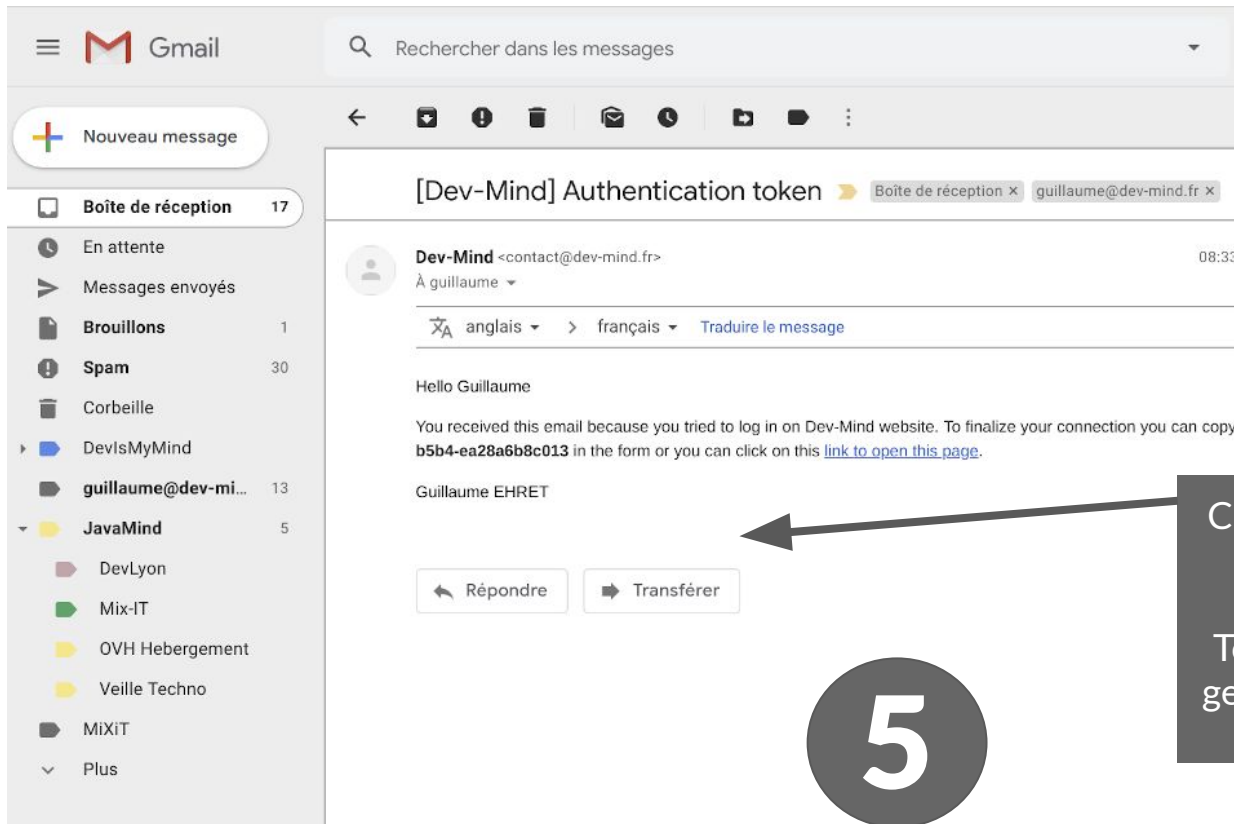 Gmail
Rechercher dans les messages
Nouveau message
Boîte de réception 17
En attente
Messages envoyés
Brouillons 1
Spam 30
Corbeille
DevIsMyMind
guillaume@dev-mi... 13
JavaMind 5
DevLyon
Mix-IT
OVH Hebergement
Veille Techno
MiXiT
Plus
[Dev-Mind] Authentication token Boîte de réception × guillaume@dev-mind.fr ×
Dev-Mind <contact@dev-mind.fr> 08:33
À guillaume
anglais > français Traduire le message
Hello Guillaume
You received this email because you tried to log in on Dev-Mind website. To finalize your connection you can copy
b5b4-ea28a6b8c013 in the form or you can click on this link to open this page.
Guillaume EHRET
Répondre Transférer
5